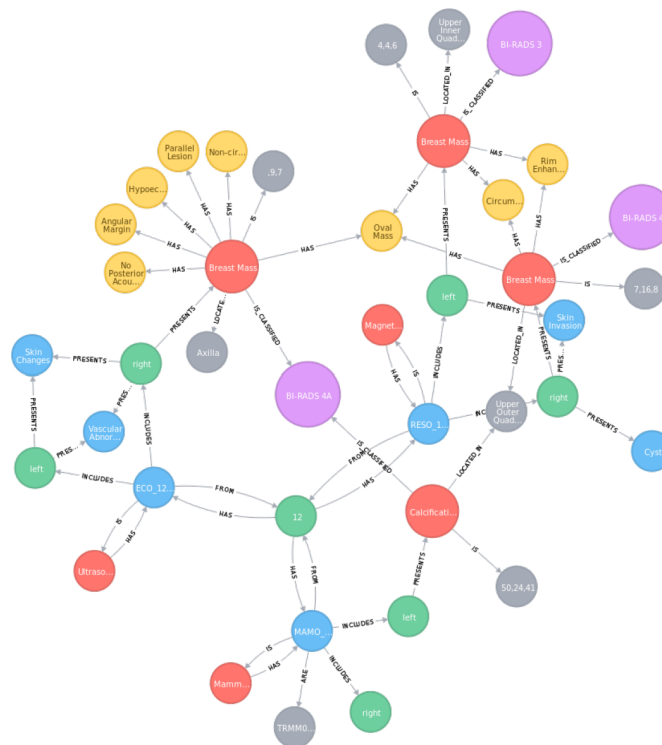 Upper
Inner
Quad...
4,4,6
BI-RADS 3
IS
LOCATED_IN
IS_CLASSIFIED
Parallel
Lesion
Non-cir...
Breast Mass
HAS
Rim
Enhan...
,9,7
Hypoec...
HAS
HAS
HAS
HAS
Circum...
HAS
HAS
IS
Angular
Margin
HAS
Oval
Mass
PRESENTS
HAS
HAS
BI-RADS
IS_CLASSIFIED
No
Posterior
Acou...
HAS
Breast Mass
HAS
HAS
Breast Mass
IS
7,16,8
left
PRESENTS
Skin
Invasion
PRESENTS
LOCATE...
IS_CLASSIFIED
Magnet...
LOCATED_IN
PRESENTS
PRES...
Skin
Changes
PRESENTS
right
Axilla
IS
HAS
INCLUDES
PRES...
BI-RADS 4A
right
PRESENTS
INCLUDES
Vascular
Abnor...
RESO_1...
INC
Upper
Outer
Quad...
PRESENTS
PRES...
IS_CLASSIFIED
FROM
Cyst
left
INCLUDES
LOCATED_IN
ECO_12...
FROM
HAS
HAS
12
Calcificati...
IS
HAS
IS
Ultraso...
HAS
FROM
PRESENTS
50,24,41
left
MAMO_...
INCLUDES
IS
HAS
Mamm...
ARE
INCLUDES
right
TRMM0...